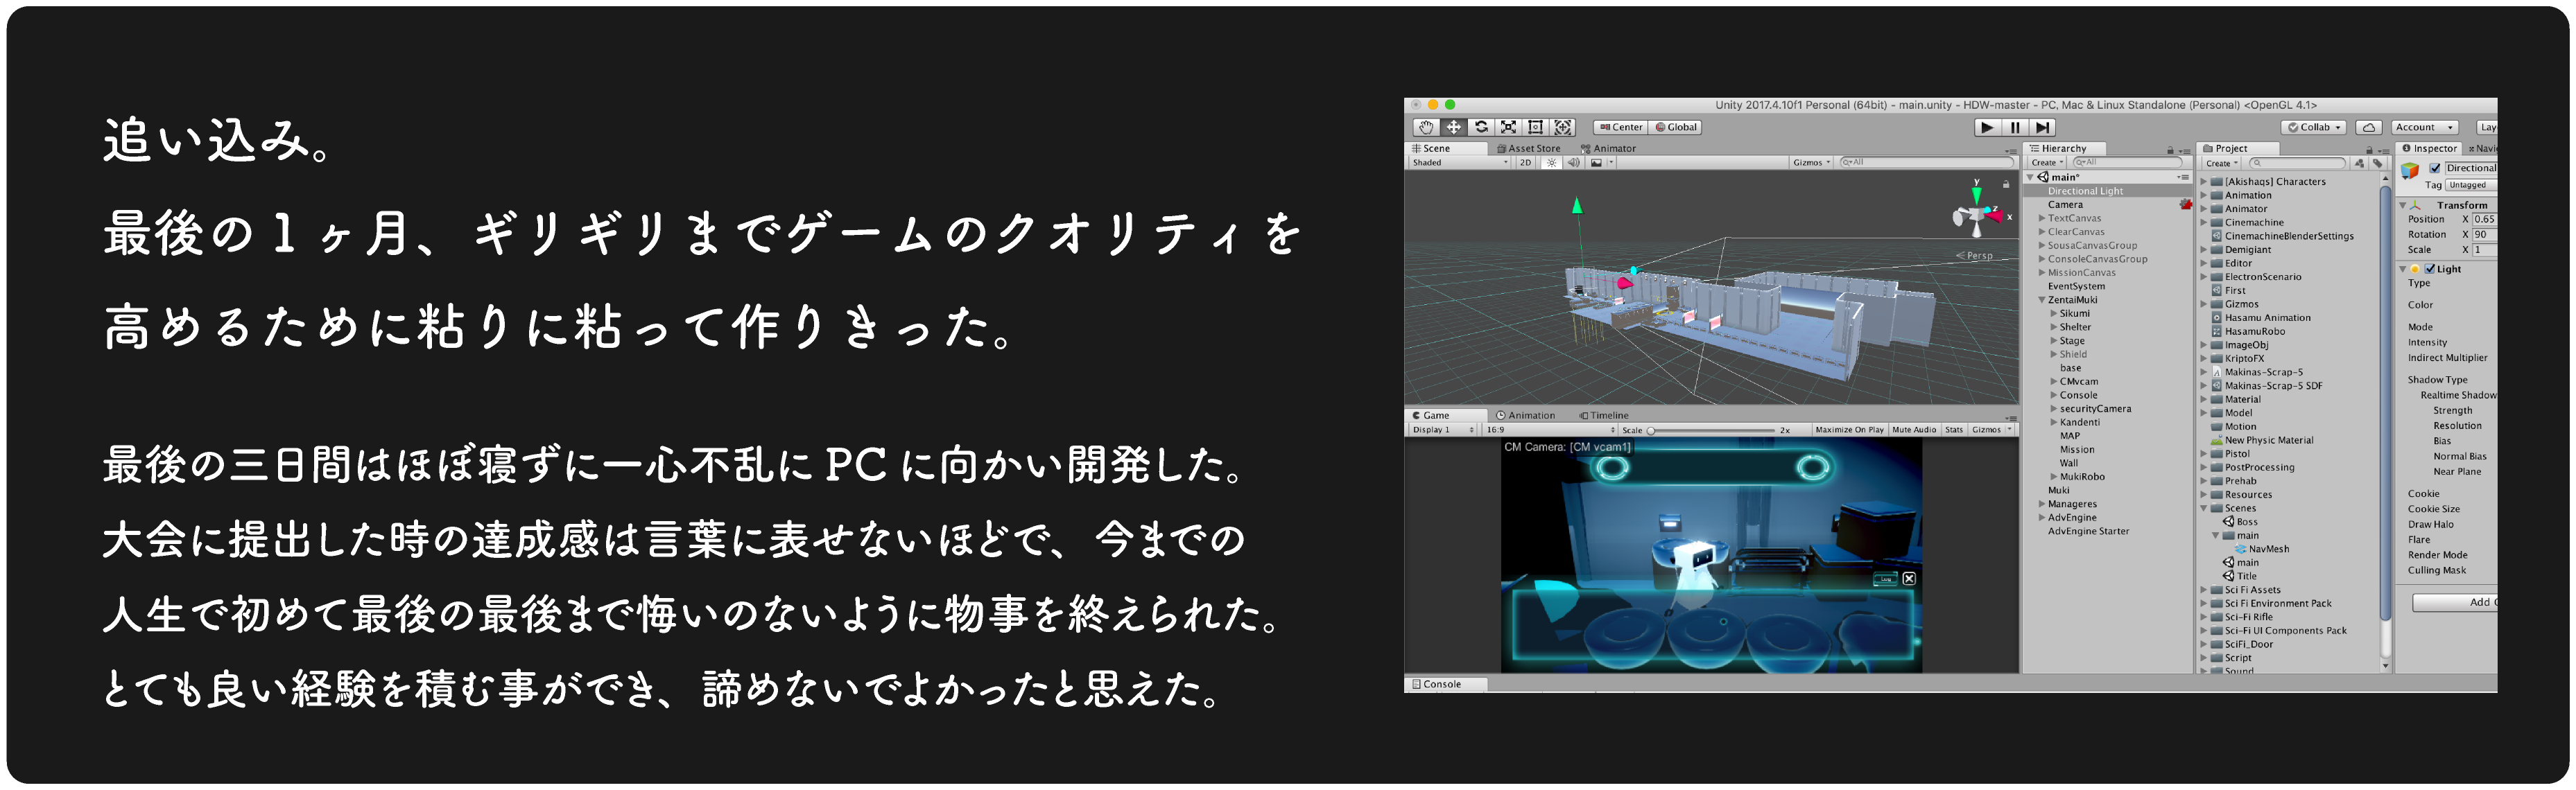 追い込み。
最後の1ヶ月、ギリギリまでゲームのクオリティを
高めるために粘りに粘って作りきった。
最後の三日間はほぼ寝ずに一心不乱にPCに向かい開発した。
大会に提出した時の達成感は言葉に表せないほどで、今までの
人生で初めて最後の最後まで悔いのないように物事を終えられた。
とても良い経験を積む事ができ、諦めないでよかったと思えた。
Unity 2017.4.10f1 Personal (64bit) - main.unity - HDW-master - PC, Mac & Linux Standalone (Personal) <OpenGL 4.1>
Center Global Collab Account Lay
Scene Asset Store Animator
Shaded 2D Gizmos All
y
x
z
Persp
Game Animation Timeline
Display 1 16:9 Scale 2x Maximize On Play Mute Audio Stats Gizmos
CM Camera: [CM vcam1]
Log
Console
Hierarchy
Create All
main*
Directional Light
Camera
TextCanvas
ClearCanvas
SousaCanvasGroup
ConsoleCanvasGroup
MissionCanvas
EventSystem
ZentaiMuki
Sikumi
Shelter
Stage
Shield
base
CMvcam
Console
securityCamera
Kandenti
MAP
Mission
Wall
MukiRobo
Muki
Manageres
AdvEngine
AdvEngine Starter
Project
Create
[Akishaqs] Characters
Animation
Animator
Cinemachine
CinemachineBlenderSettings
Demigiant
Editor
ElectronScenario
First
Gizmos
Hasamu Animation
HasamuRobo
ImageObj
KriptoFX
Makinas-Scrap-5
Makinas-Scrap-5 SDF
Material
Model
Motion
New Physic Material
Pistol
PostProcessing
Prehab
Resources
Scenes
Boss
main
NavMesh
main
Title
Sci Fi Assets
Sci Fi Environment Pack
Sci-Fi Rifle
Sci-Fi UI Components Pack
SciFi_Door
Script
Sound
Inspector Navi
Directional
Tag Untagged
Transform
Position X 0.65
Rotation X 90
Scale X 1
Light
Type
Color
Mode
Intensity
Indirect Multiplier
Shadow Type
Realtime Shadow
Strength
Resolution
Bias
Normal Bias
Near Plane
Cookie
Cookie Size
Draw Halo
Flare
Render Mode
Culling Mask
Add